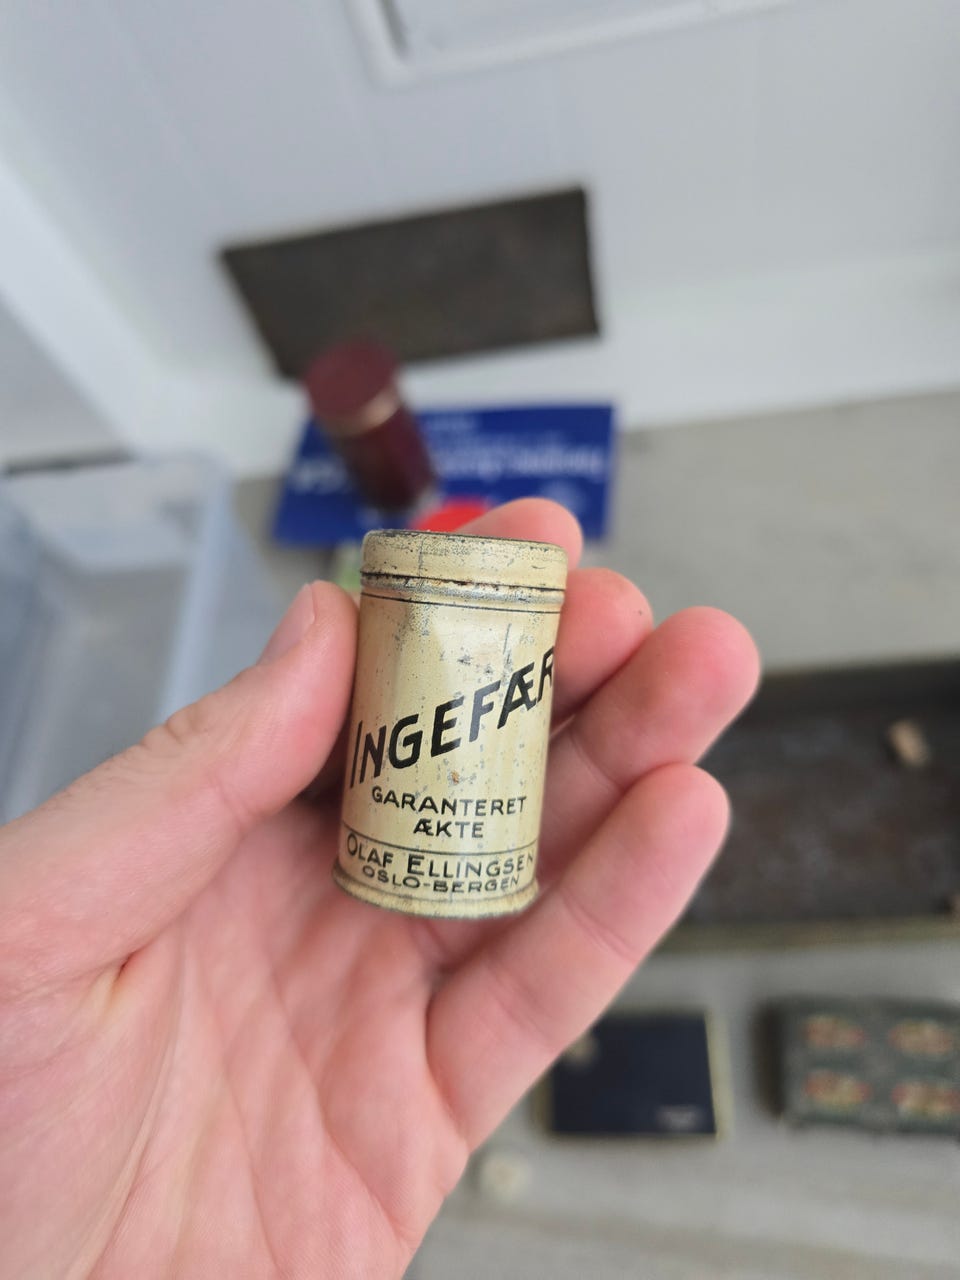 INGEFÆR
GARANTERET
ÆKTE
OLAF ELLINGSEN
OSLO-BERGEN